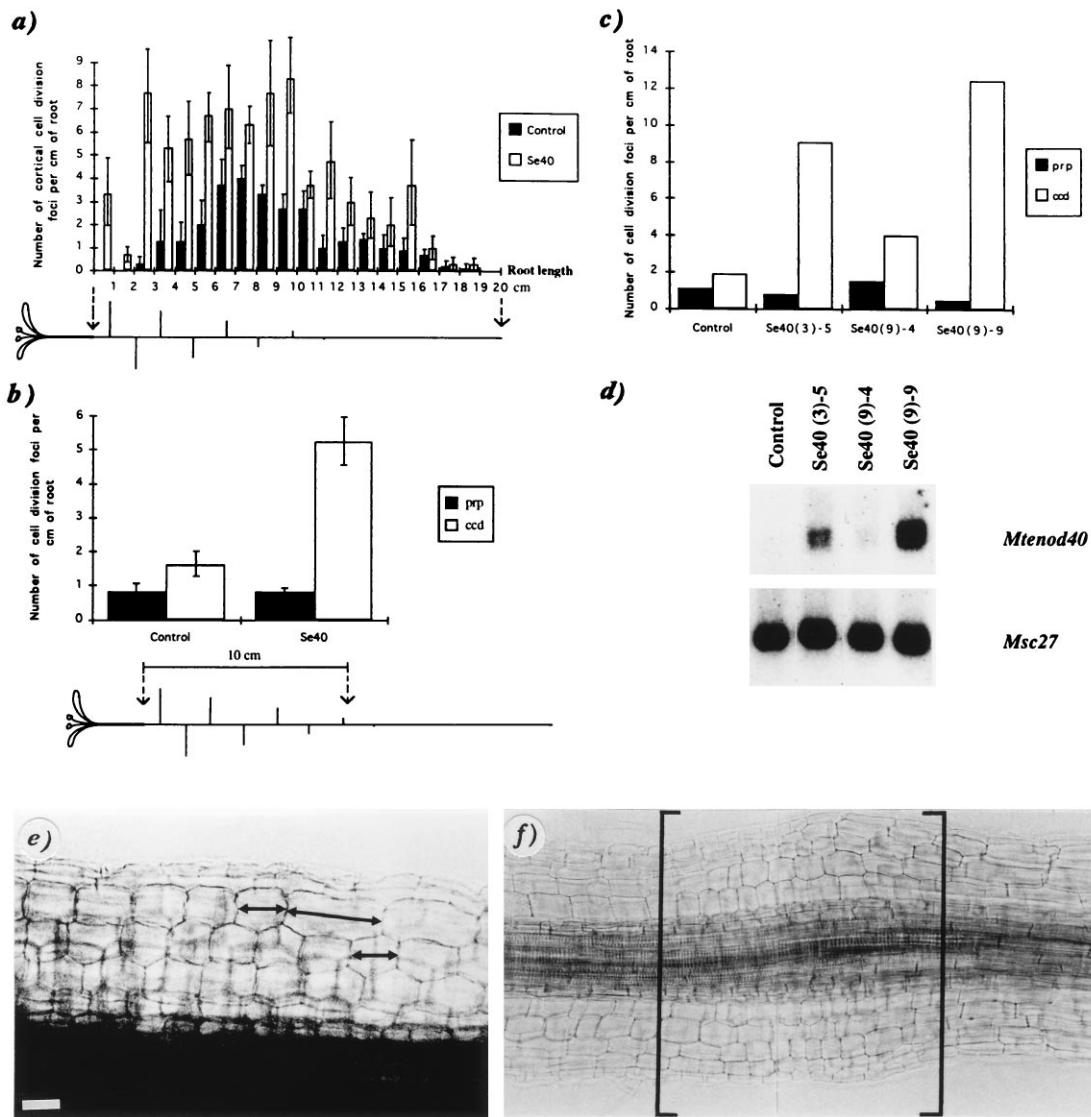 a)
Number of cortical cell division
foci per cm of root
9
8
7
6
5
4
3
2
1
0
Control
Se40
Root length
1 2 3 4 5 6 7 8 9 10 11 12 13 14 15 16 17 18 19 20 cm
b)
Number of cell division foci per
cm of root
6
5
4
3
2
1
0
prp
ccd
Control
Se40
10 cm
c)
Number of cell division foci per cm of root
14
12
10
8
6
4
2
0
prp
ccd
Control
Se40(3)-5
Se40(9)-4
Se40(9)-9
d)
Control
Se40 (3)-5
Se40 (9)-4
Se40 (9)-9
Mtenod40
Msc27
e)
f)